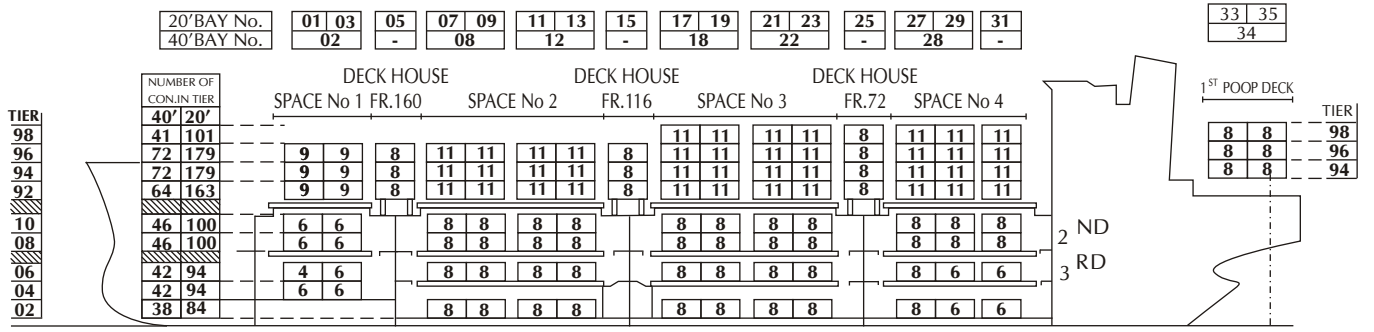 20'BAY No. 01 03 05 07 09 11 13 15 17 19 21 23 25 27 29 31 33 35
40'BAY No. 02 - 08 12 - 18 22 - 28 - 34
DECK HOUSE DECK HOUSE DECK HOUSE
NUMBER OF
CON.IN TIER
SPACE No 1 FR.160 SPACE No 2 FR.116 SPACE No 3 FR.72 SPACE No 4 1ST POOP DECK
TIER 40' 20' TIER
98 41 101 11 11 11 11 8 11 11 11 8 8 98
96 72 179 9 9 8 11 11 11 11 8 11 11 11 11 8 11 11 11 8 8 96
94 72 179 9 9 8 11 11 11 11 8 11 11 11 11 8 11 11 11 8 8 94
92 64 163 9 9 8 11 11 11 11 8 11 11 11 11 8 11 11 11
10 46 100 6 6 8 8 8 8 8 8 8 8 8 8 8
2 ND
08 46 100 6 6 8 8 8 8 8 8 8 8 8 8 8
06 42 94 4 6 8 8 8 8 8 8 8 8 8 6 6
3 RD
04 42 94 6 6
02 38 84 8 8 8 8 8 8 8 8 8 6 6